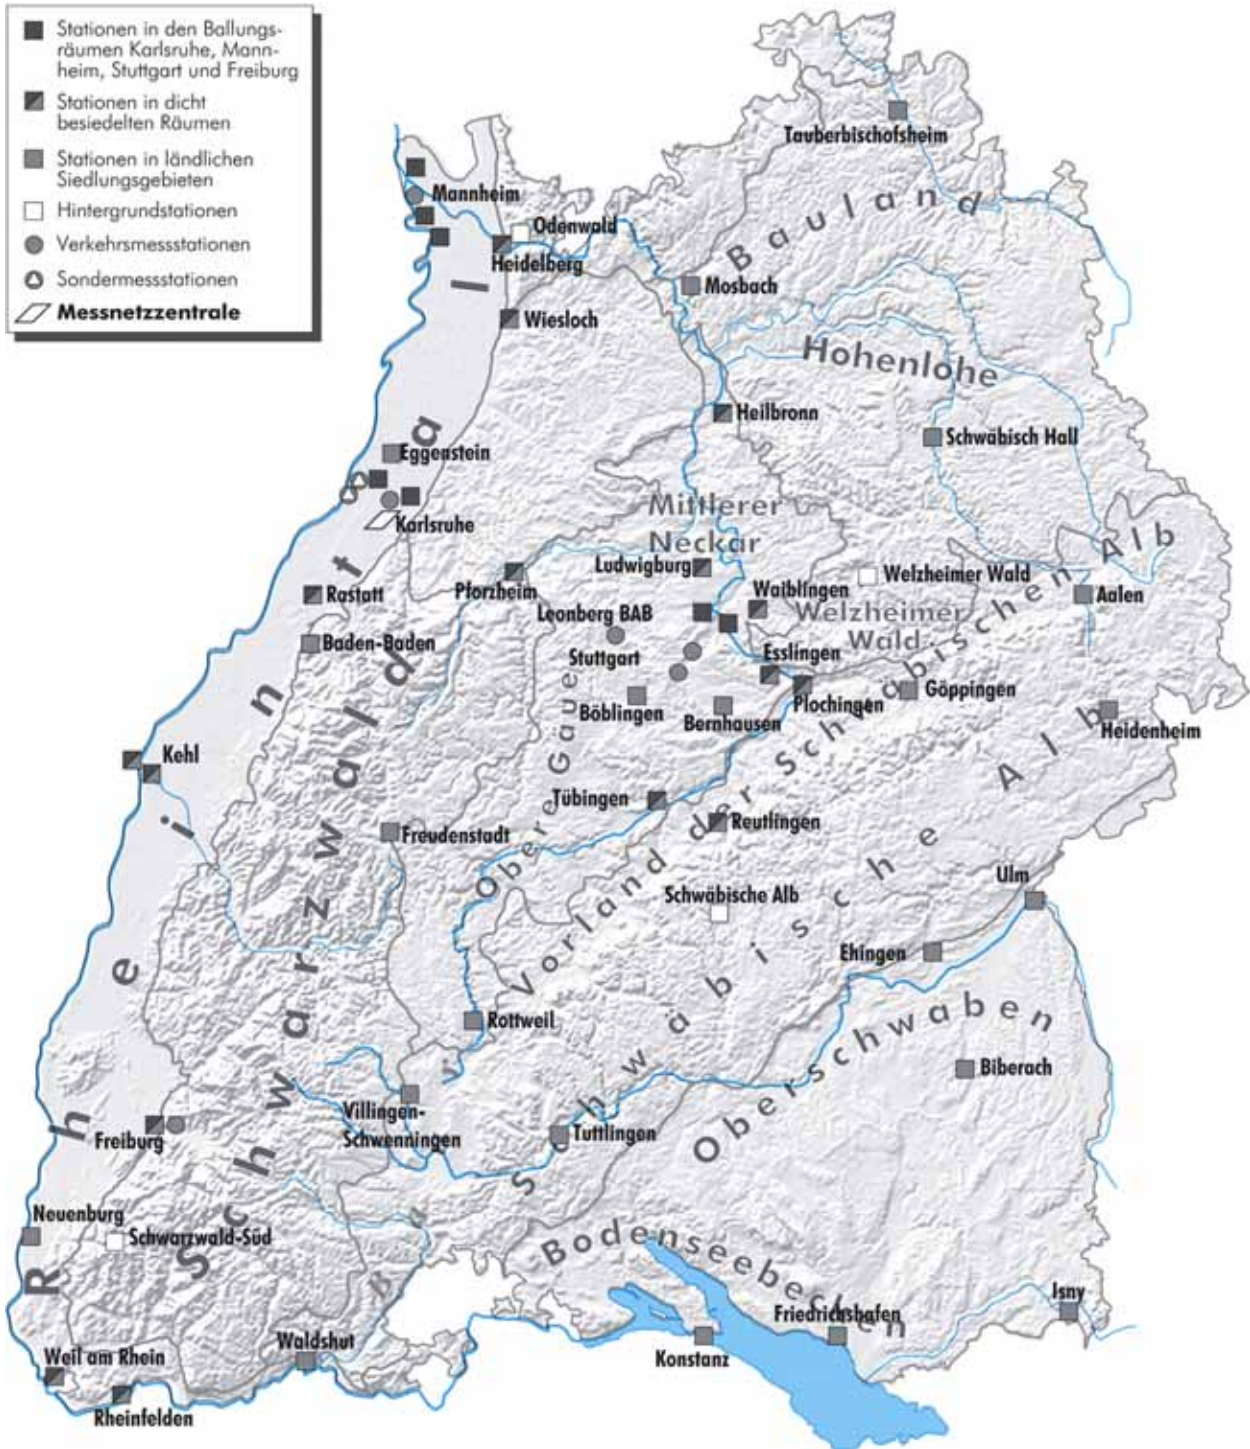 Stationen in den Ballungs-
räumen Karlsruhe, Mann-
heim, Stuttgart und Freiburg
Stationen in dicht
besiedelten Räumen
Stationen in ländlichen
Siedlungsgebieten
Hintergrundstationen
Verkehrsmessstationen
Sondermessstationen
Messnetzzentrale
Tauberbischofsheim
Mannheim
Bauland
Odenwald
Heidelberg
Mosbach
Wiesloch
Hohenlohe
Heilbronn
Schwäbisch Hall
Eggenstein
Karlsruhe
Mittlerer
Neckar
Ludwigburg
Welzheimer Wald
Pforzheim
Waiblingen
Aalen
Rastatt
Leonberg BAB
Welzheimer
Wald
Baden-Baden
Stuttgart
Esslingen
Göppingen
Böblingen
Bernhausen
Plochingen
Heidenheim
Kehl
Tübingen
Reutlingen
Freudenstadt
Obere Gäue
Vorland der Schwäbischen Alb
Schwäbische Alb
Schwäbische Alb
Ulm
Ehingen
Rottweil
Oberschwaben
Biberach
Villingen-
Schwenningen
Tuttlingen
Freiburg
Schwarzwald
Rheintal
Neuenburg
Schwarzwald-Süd
Baar
Bodenseebecken
Isny
Friedrichshafen
Konstanz
Waldshut
Weil am Rhein
Rheinfelden